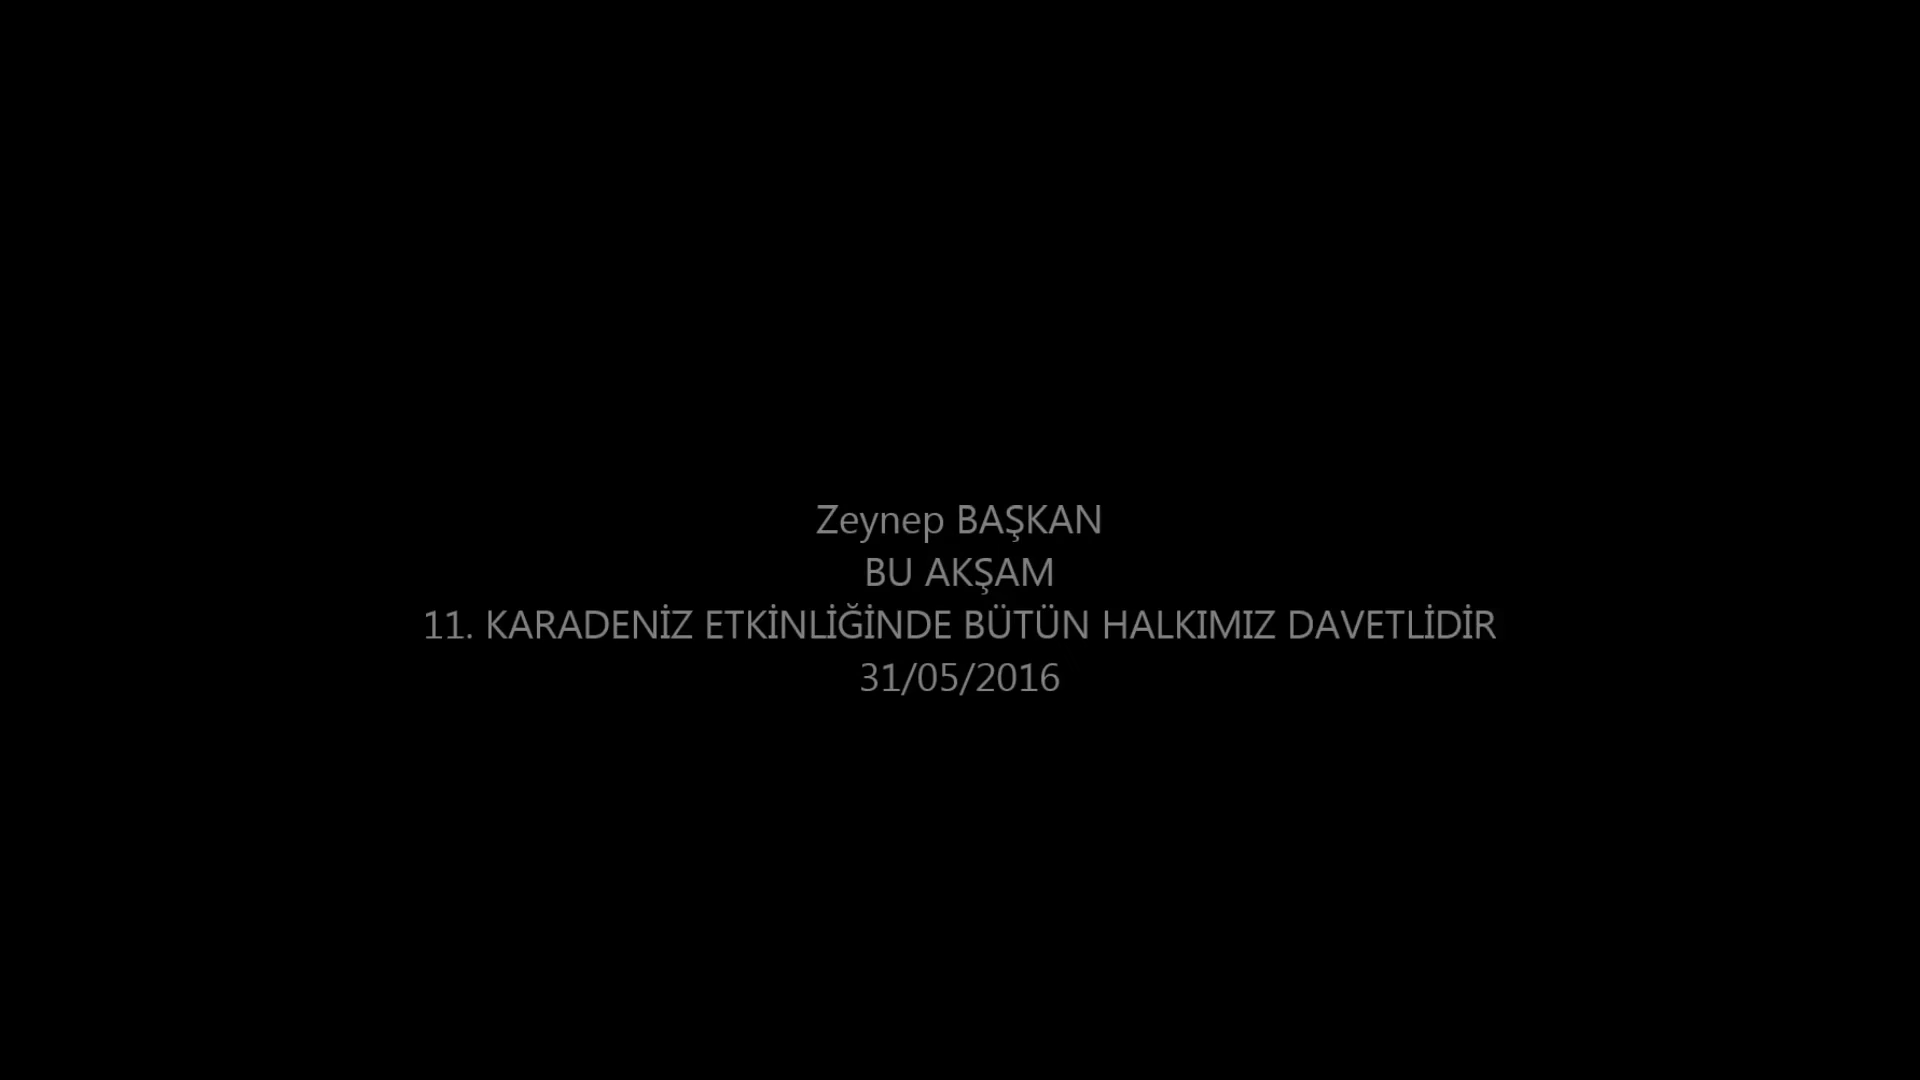 Zeynep BAŞKAN
BU AKŞAM
11. KARADENİZ ETKİNLİĞİNDE BÜTÜN HALKIMIZ DAVETLİDİR
31/05/2016